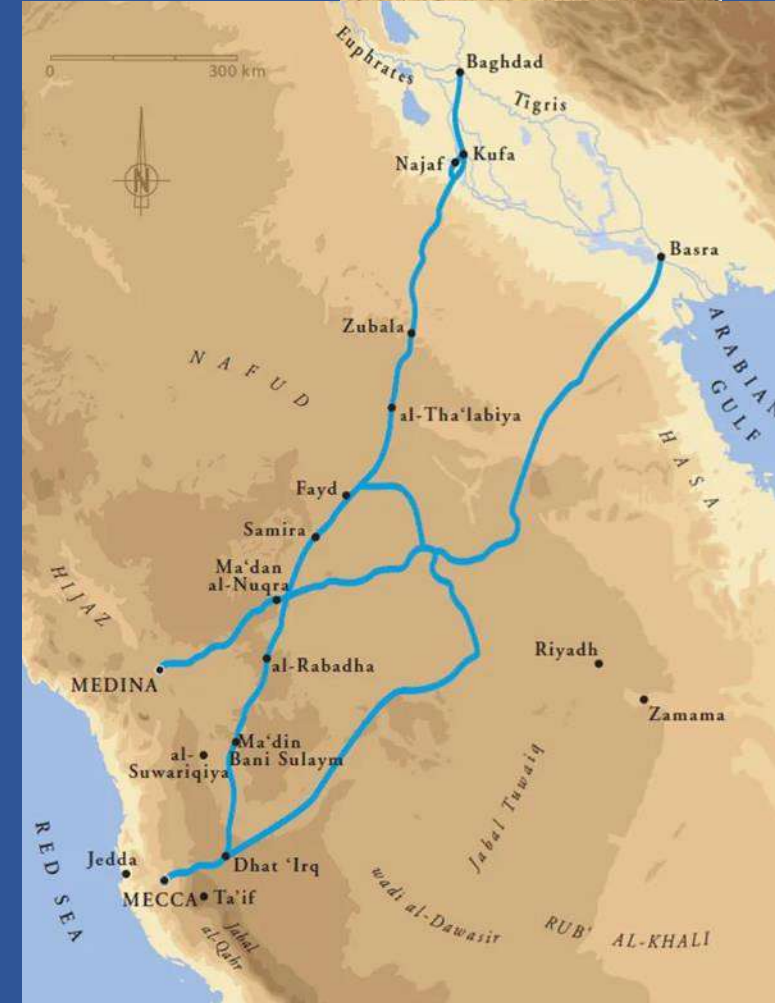 Euphrates
Baghdad
0
300 km
Tigris
N
Najaf
Kufa
Basra
Zubala
ARABIAN
GULF
NAFUD
al-Tha‘labiya
HASA
Fayd
Samira
Ma‘dan
al-Nuqra
HIJAZ
Riyadh
al-Rabadha
MEDINA
Zamama
Ma‘din
Bani Sulaym
al-
Suwariqiya
Jabal Tuwaiq
RED SEA
Jedda
Dhat ‘Irq
MECCA
Ta’if
wadi al-Dawasir
RUB’ AL-KHALI
Jabal
al-Qahr